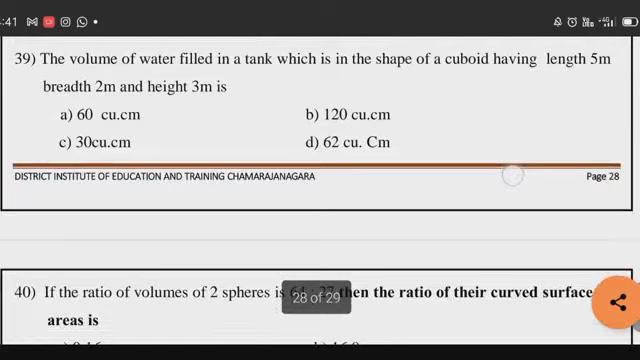 :41
4G
39) The volume of water filled in a tank which is in the shape of a cuboid having length 5m
breadth 2m and height 3m is
a) 60 cu.cm
b) 120 cu.cm
c) 30cu.cm
d) 62 cu. Cm
DISTRICT INSTITUTE OF EDUCATION AND TRAINING CHAMARAJANAGARA
Page 28
40) If the ratio of volumes of 2 spheres is 64 : 27 then the ratio of their curved surface
28 of 29
areas is